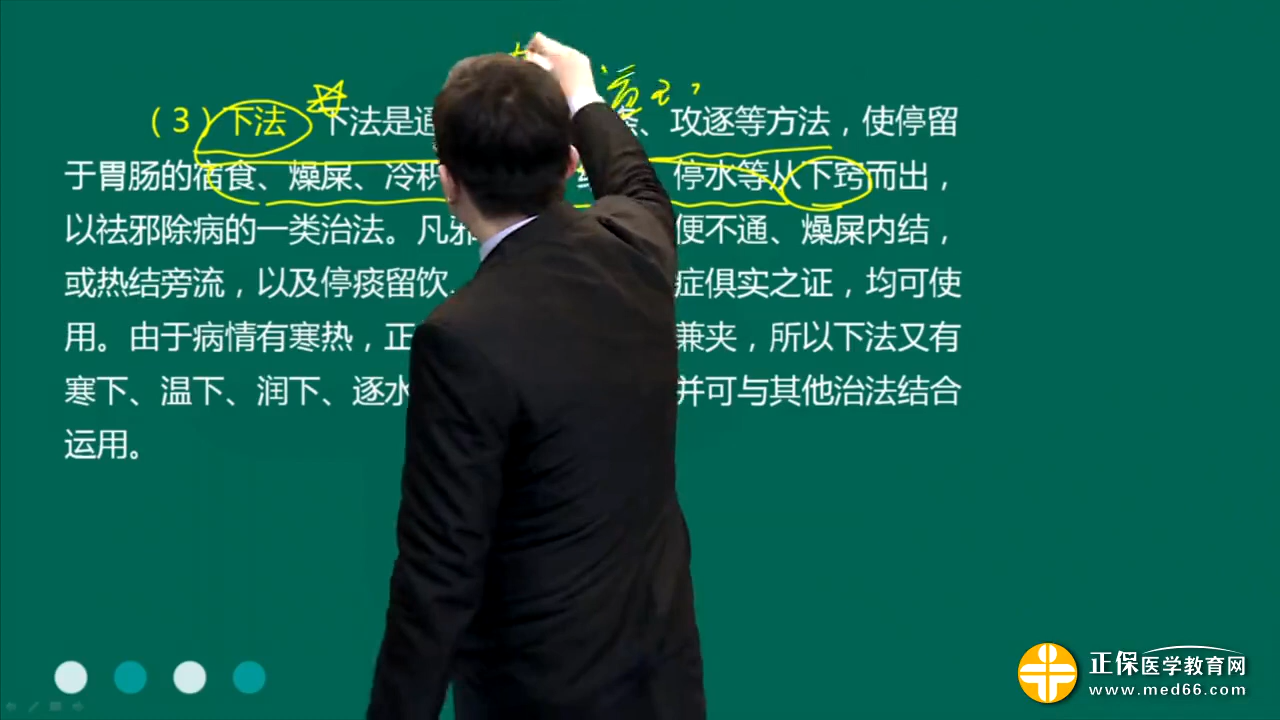 （3）下法 下法是通、攻逐等方法，使停留
于胃肠的宿食、燥屎、冷积停水等从下窍而出，
以祛邪除病的一类治法。凡邪便不通、燥屎内结，
或热结旁流，以及停痰留饮、症俱实之证，均可使
用。由于病情有寒热，正兼夹，所以下法又有
寒下、温下、润下、逐水并可与其他治法结合
运用。
正保医学教育网
www.med66.com